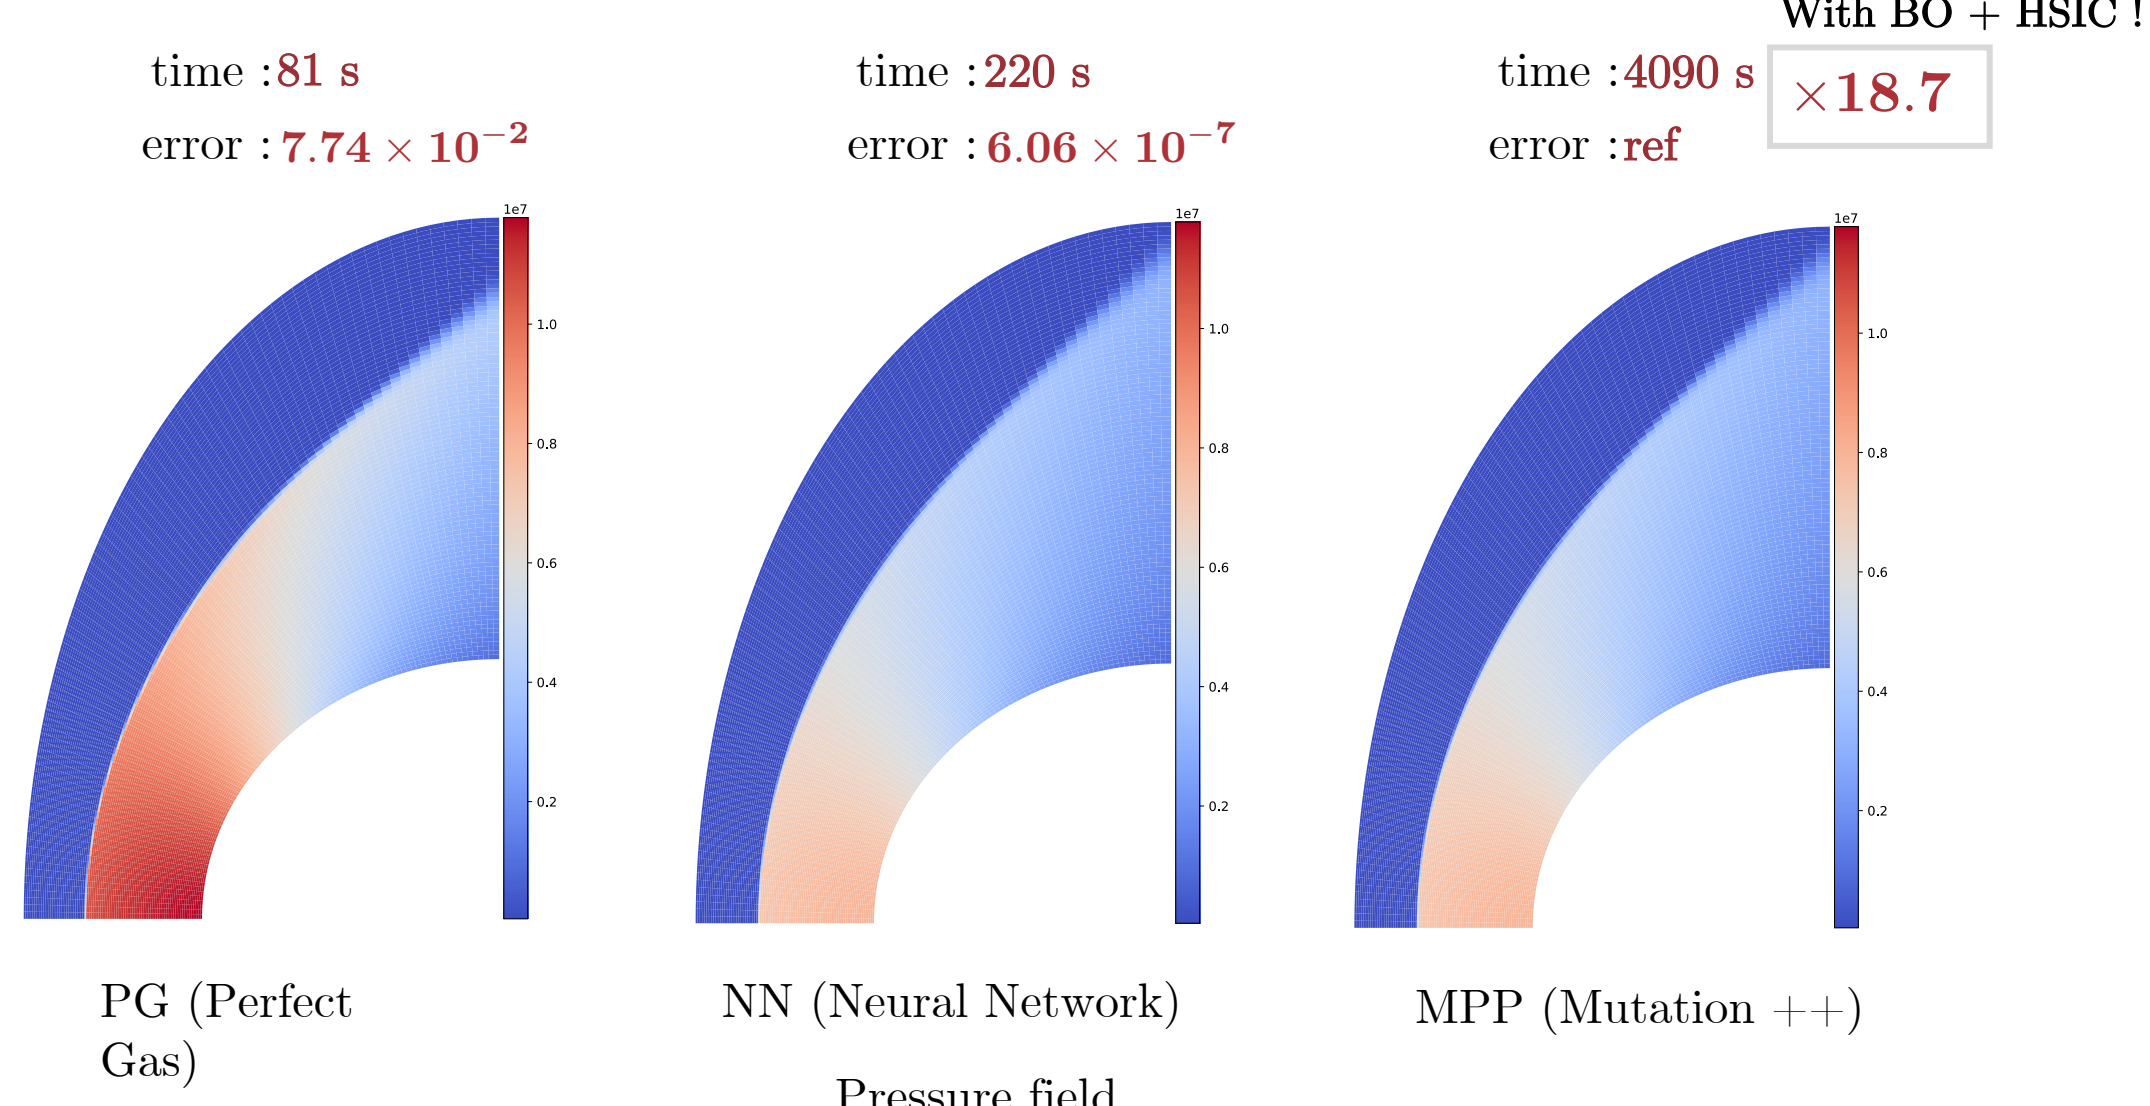 With BO + HSIC !
time :81 s
error : 7.74 × 10⁻²
time :220 s
error : 6.06 × 10⁻⁷
time :4090 s
×18.7
error :ref
1e7
1.0
0.8
0.6
0.4
0.2
1e7
1.0
0.8
0.6
0.4
0.2
1e7
1.0
0.8
0.6
0.4
0.2
PG (Perfect
Gas)
NN (Neural Network)
MPP (Mutation ++)
Pressure field